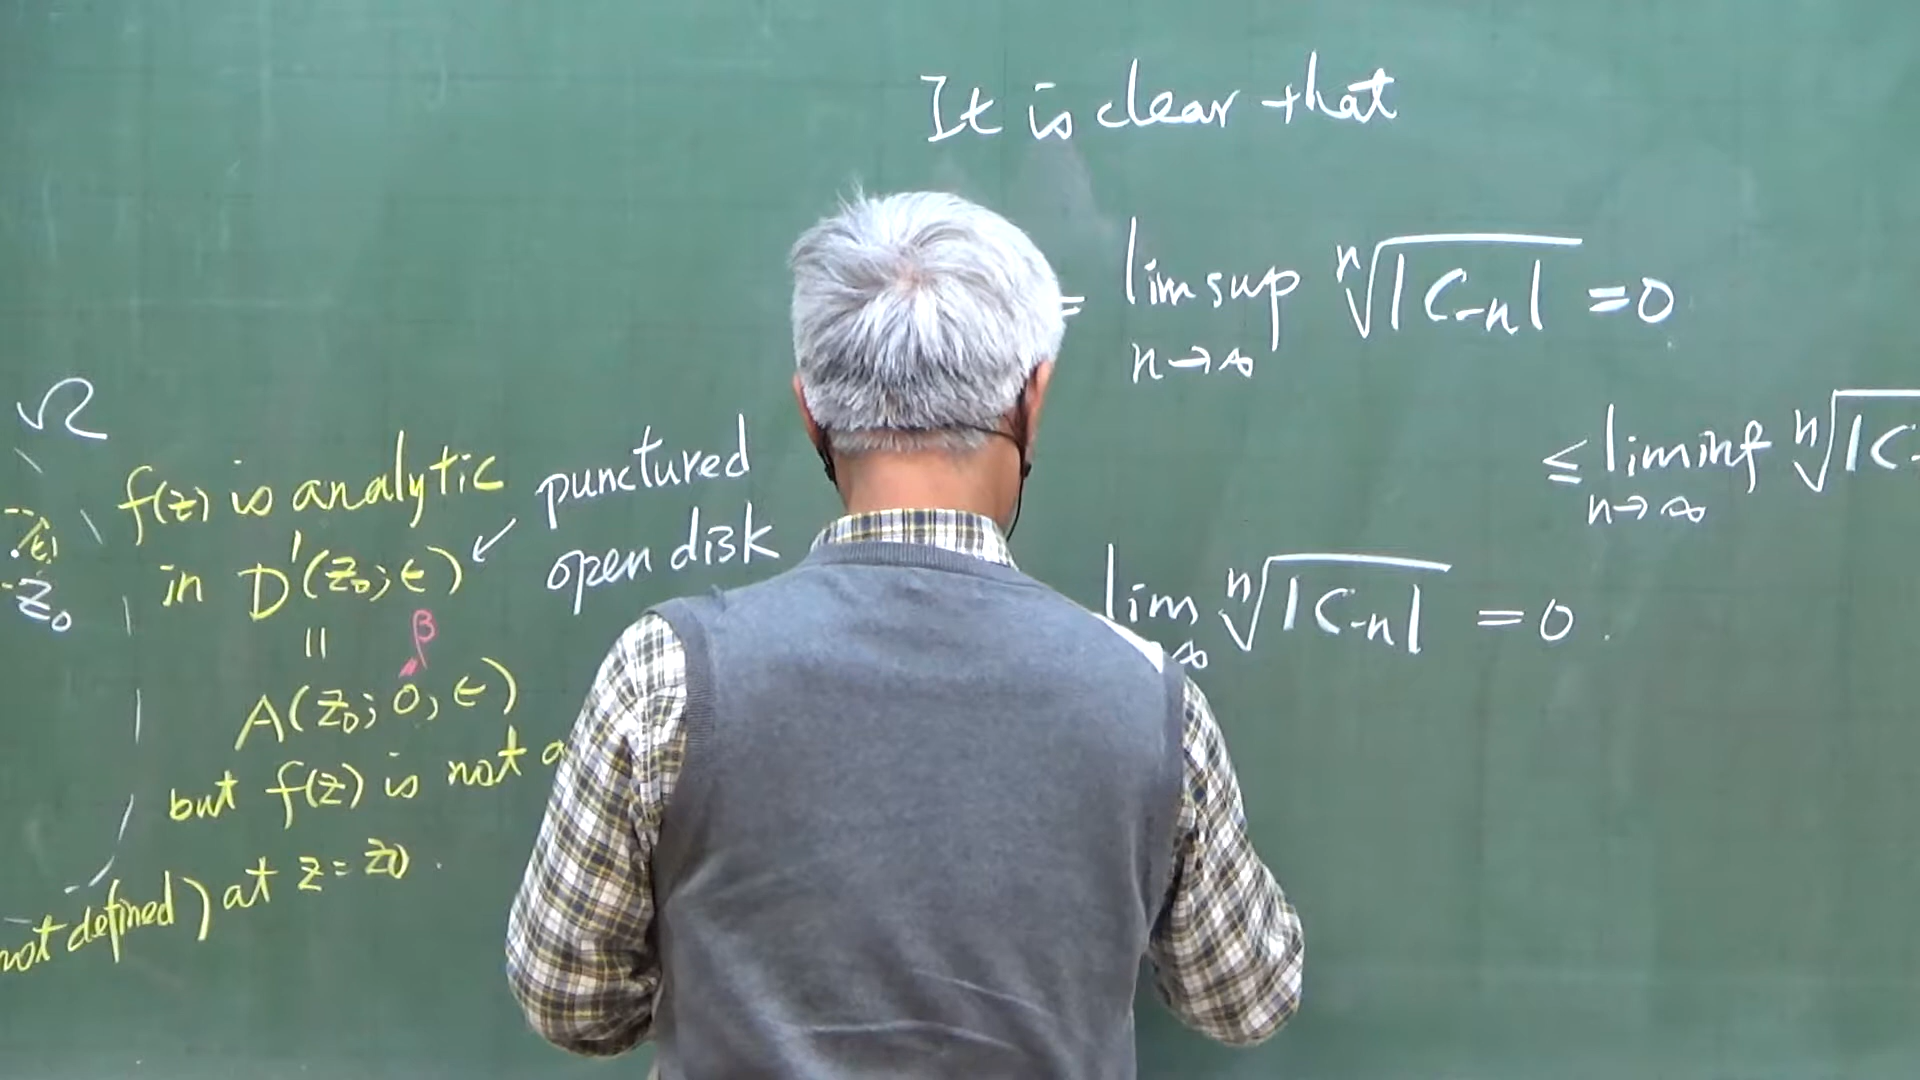 Ω
z₀
f(z) is analytic
in D'(z₀; ϵ)
punctured
open disk
β
||
A(z₀; 0, ϵ)
but f(z) is not
not defined) at z = z₀.
It is clear that
= limsup ⁿ√|C₋ₙ| = 0
n→∞
≤ liminf ⁿ√|C₋
n→∞
lim ⁿ√|C₋ₙ| = 0.
∞